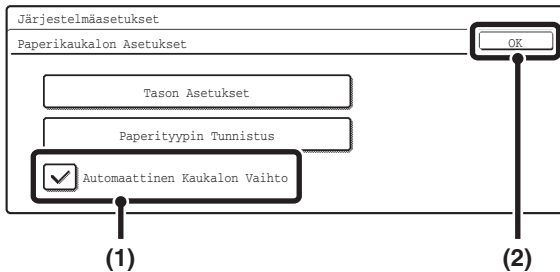 Järjestelmäasetukset
Paperikaukalon Asetukset
OK
Tason Asetukset
Paperityypin Tunnistus
Automaattinen Kaukalon Vaihto
(1)
(2)